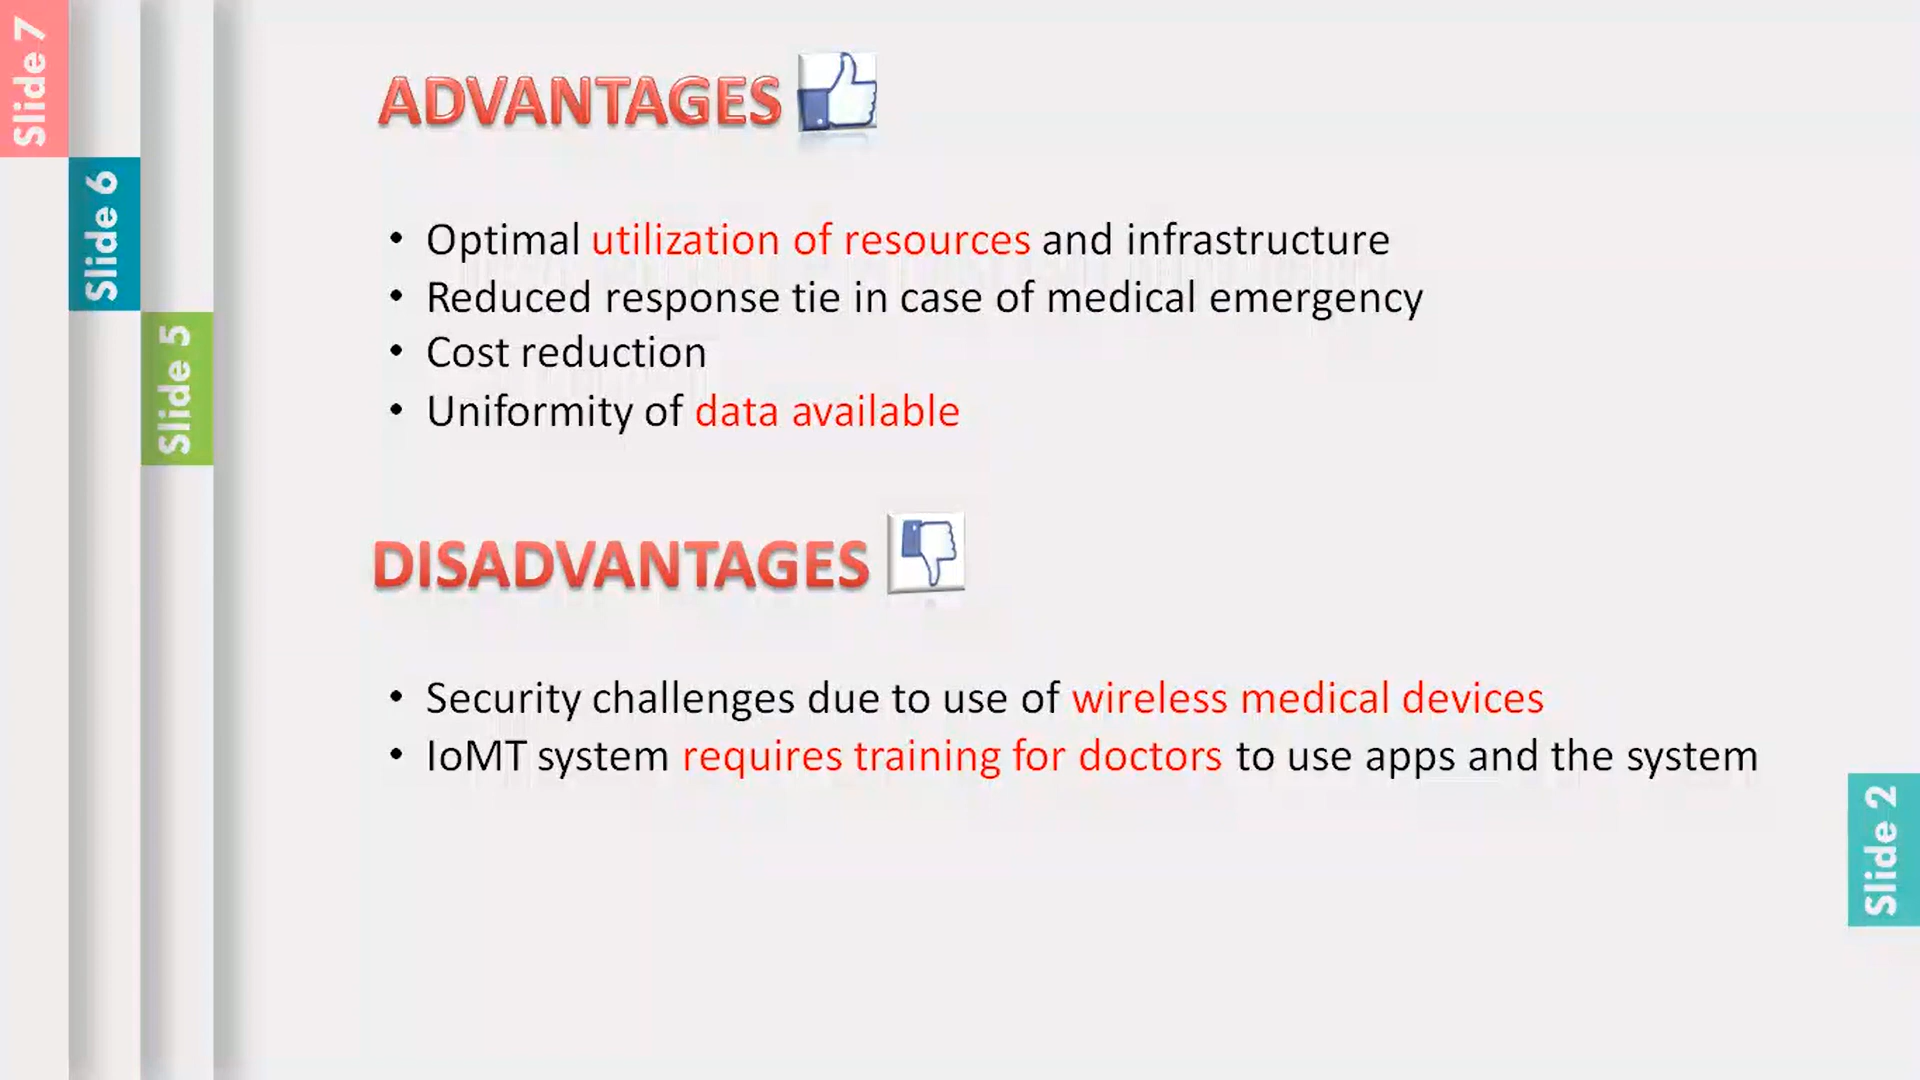 Slide 7
Slide 6
Slide 5
ADVANTAGES
• Optimal utilization of resources and infrastructure
• Reduced response tie in case of medical emergency
• Cost reduction
• Uniformity of data available
DISADVANTAGES
• Security challenges due to use of wireless medical devices
• IoMT system requires training for doctors to use apps and the system
Slide 2